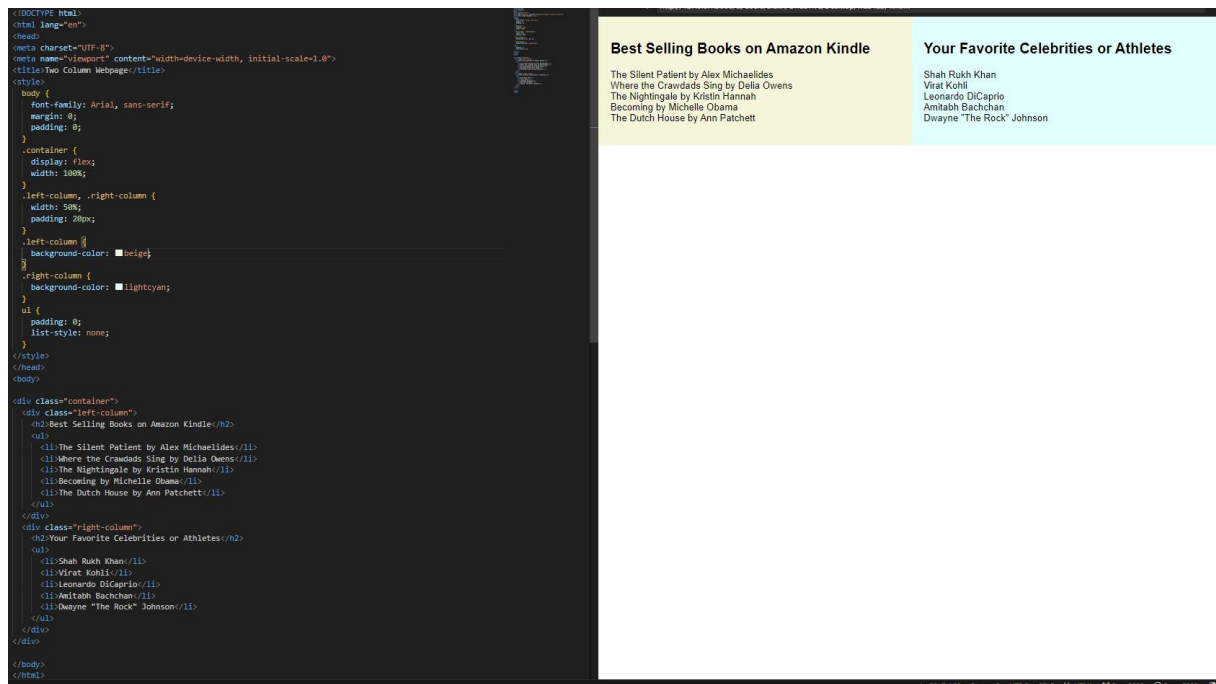 <!DOCTYPE html>
<html lang="en">
<head>
<meta charset="UTF-8">
<meta name="viewport" content="width=device-width, initial-scale=1.0">
<title>Two Column Webpage</title>
<style>
body {
font-family: Arial, sans-serif;
margin: 0;
padding: 0;
}
.container {
display: flex;
width: 100%;
}
.left-column, .right-column {
width: 50%;
padding: 20px;
}
.left-column {
background-color: beige;
}
.right-column {
background-color: lightcyan;
}
ul {
padding: 0;
list-style: none;
}
</style>
</head>
<body>
<div class="container">
<div class="left-column">
<h2>Best Selling Books on Amazon Kindle</h2>
<ul>
<li>The Silent Patient by Alex Michaelides</li>
<li>Where the Crawdads Sing by Delia Owens</li>
<li>The Nightingale by Kristin Hannah</li>
<li>Becoming by Michelle Obama</li>
<li>The Dutch House by Ann Patchett</li>
</ul>
</div>
<div class="right-column">
<h2>Your Favorite Celebrities or Athletes</h2>
<ul>
<li>Shah Rukh Khan</li>
<li>Virat Kohli</li>
<li>Leonardo DiCaprio</li>
<li>Amitabh Bachchan</li>
<li>Dwayne "The Rock" Johnson</li>
</ul>
</div>
</div>
</body>
</html>
Best Selling Books on Amazon Kindle
The Silent Patient by Alex Michaelides
Where the Crawdads Sing by Delia Owens
The Nightingale by Kristin Hannah
Becoming by Michelle Obama
The Dutch House by Ann Patchett
Your Favorite Celebrities or Athletes
Shah Rukh Khan
Virat Kohli
Leonardo DiCaprio
Amitabh Bachchan
Dwayne "The Rock" Johnson